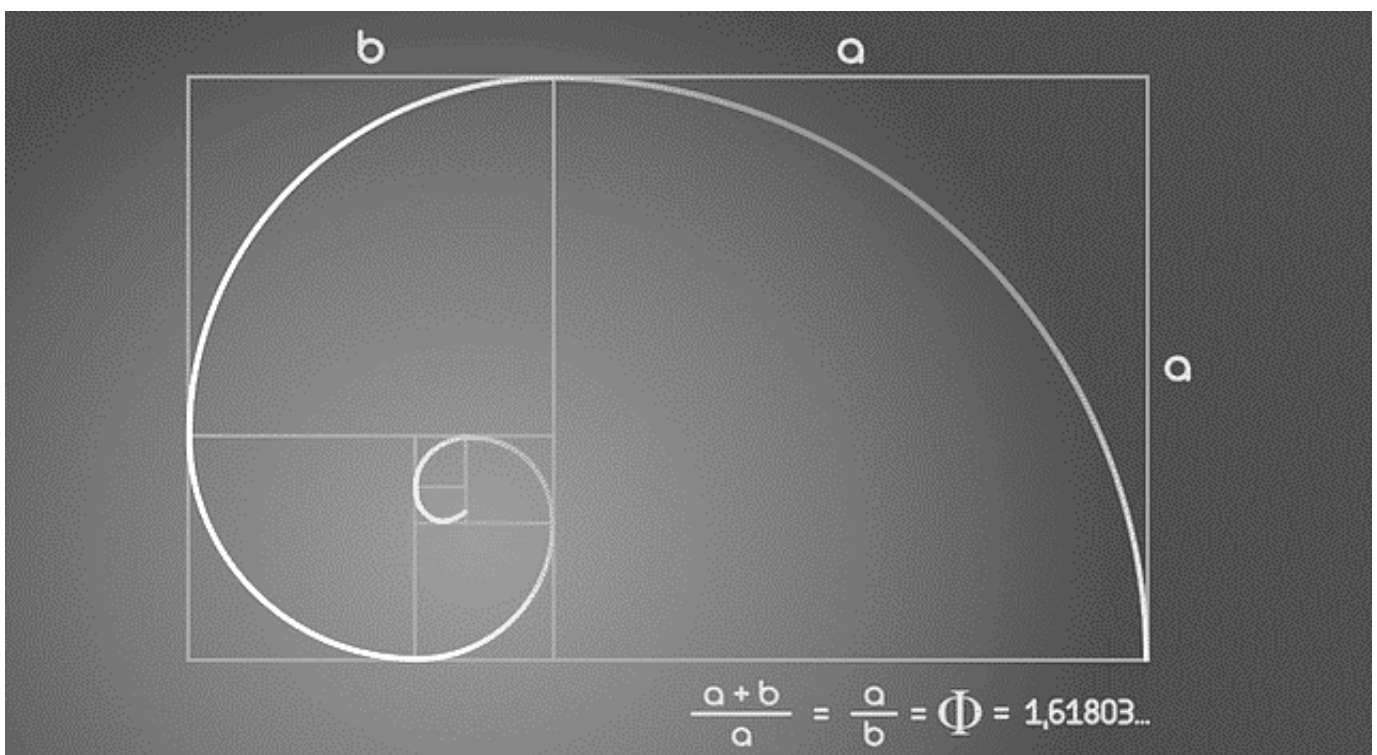 b a
a
a + b / a = a / b = Φ = 1,61803...